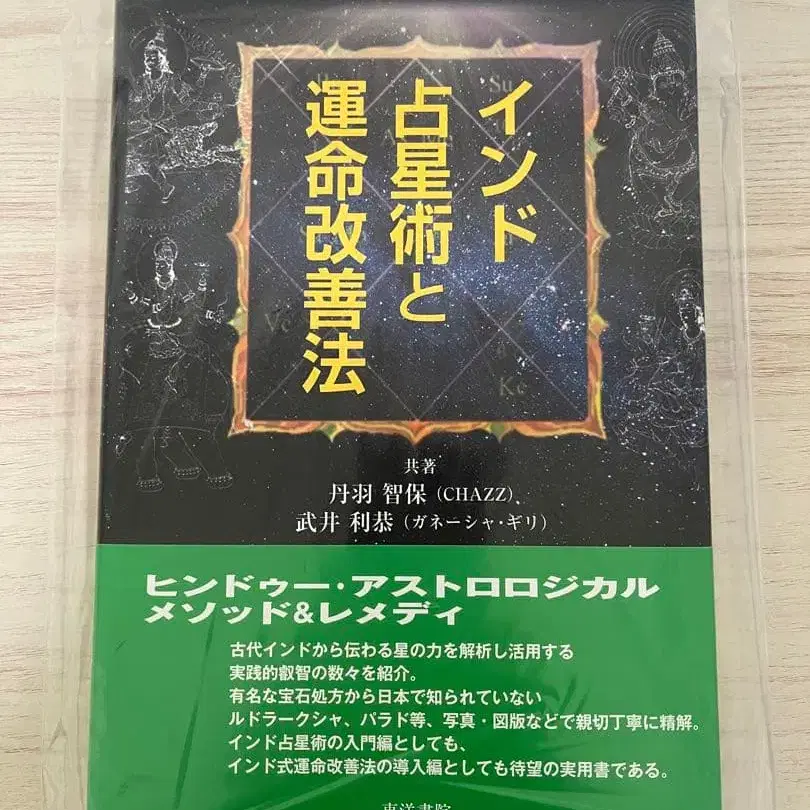 インド
占星術と
運命改善法
Su
Ve
Ke
共著
丹羽 智保（CHAZZ）、
武井 利恭（ガネーシャ・ギリ）
ヒンドゥー・アストロロジカル
メソッド&レメディ
古代インドから伝わる星の力を解析し活用する
実践的叡智の数々を紹介。
有名な宝石処方から日本で知られていない
ルドラークシャ、パラド等、写真・図版などで親切丁寧に精解。
インド占星術の入門編としても、
インド式運命改善法の導入編としても待望の実用書である。
東洋書院